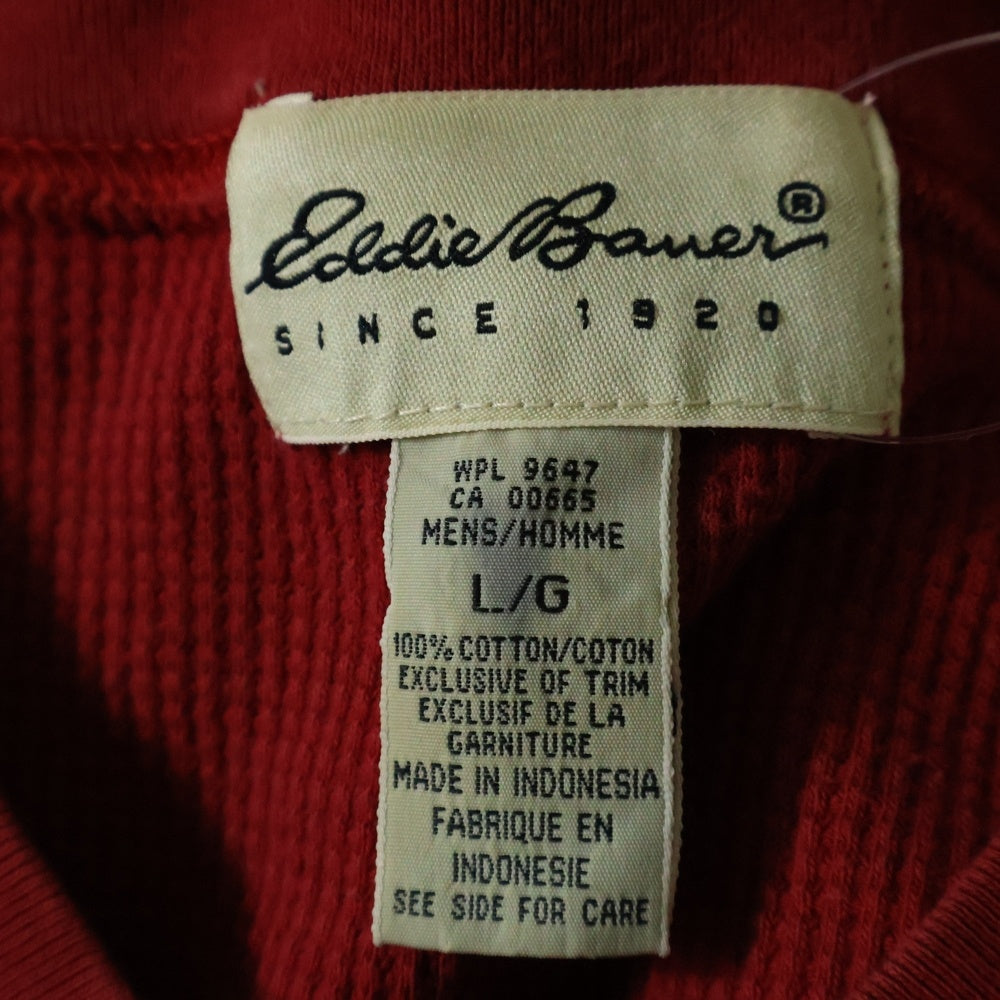 Eddie Bauer®
SINCE 1920
WPL 9647
CA 00665
MENS/HOMME
L/G
100% COTTON/COTON
EXCLUSIVE OF TRIM
EXCLUSIF DE LA
GARNITURE
MADE IN INDONESIA
FABRIQUE EN
INDONESIE
SEE SIDE FOR CARE